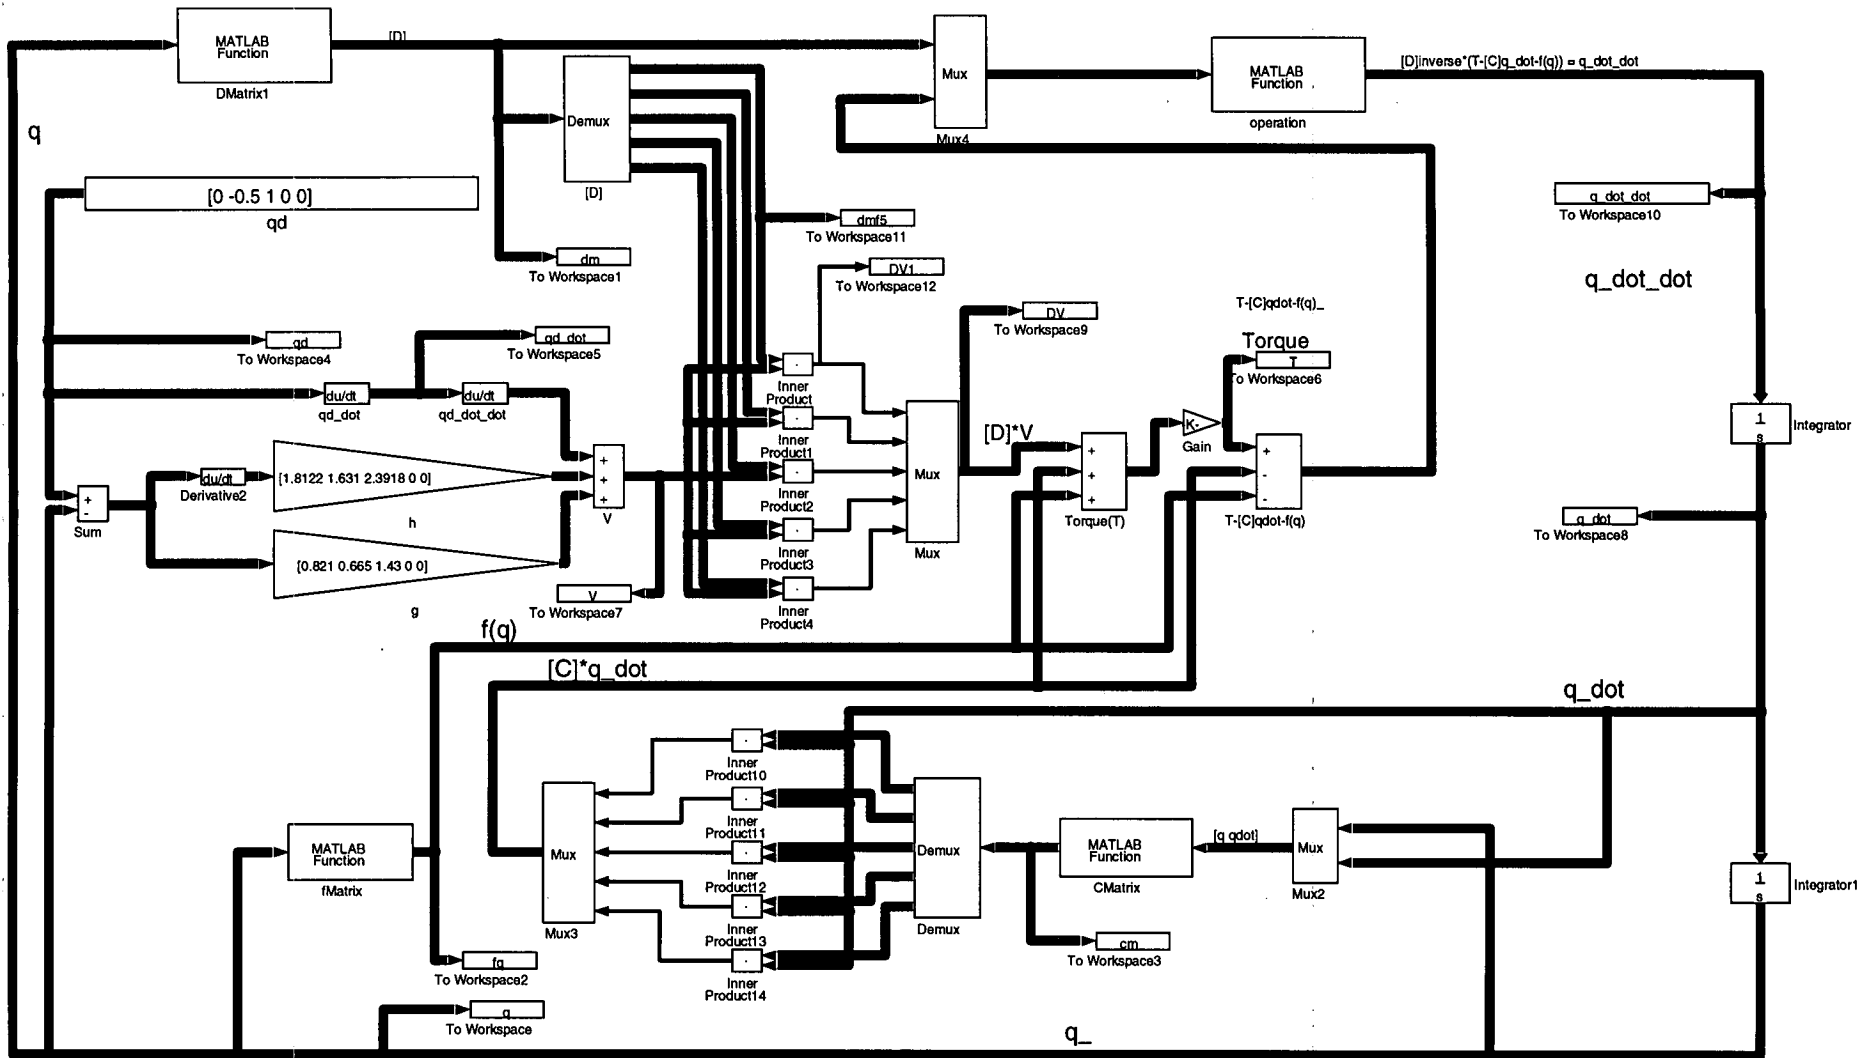 MATLAB
Function
DMatrix1
[D]
q
Demux
[D]
Mux
Mux4
MATLAB
Function
operation
[D]inverse*(T-[C]q_dot-f(q)) = q_dot_dot
[0 -0.5 1 0 0]
qd
dm
To Workspace1
dmf5
To Workspace11
DV1
To Workspace12
DV
To Workspace9
q_dot_dot
To Workspace10
q_dot_dot
T-[C]qdot-f(q)_
Torque
T
To Workspace6
qd
To Workspace4
qd_dot
To Workspace5
du/dt
qd_dot
du/dt
qd_dot_dot
Inner
Product
Inner
Product1
Inner
Product2
Inner
Product3
Inner
Product4
Mux
Mux
[D]*V
+
+
+
Torque(T)
K-
Gain
+
-
-
T-[C]qdot-f(q)
1
s
Integrator
+
-
Sum
du/dt
Derivative2
[1.8122 1.631 2.3918 0 0]
h
[0.821 0.665 1.43 0 0]
g
+
+
+
V
V
To Workspace7
q_dot
To Workspace8
f(q)
[C]*q_dot
q_dot
Inner
Product10
Inner
Product11
Inner
Product12
Inner
Product13
Inner
Product14
Mux
Mux3
MATLAB
Function
fMatrix
Demux
Demux
MATLAB
Function
CMatrix
[q qdot]
Mux
Mux2
1
s
Integrator1
cm
To Workspace3
fq
To Workspace2
q
To Workspace
q_